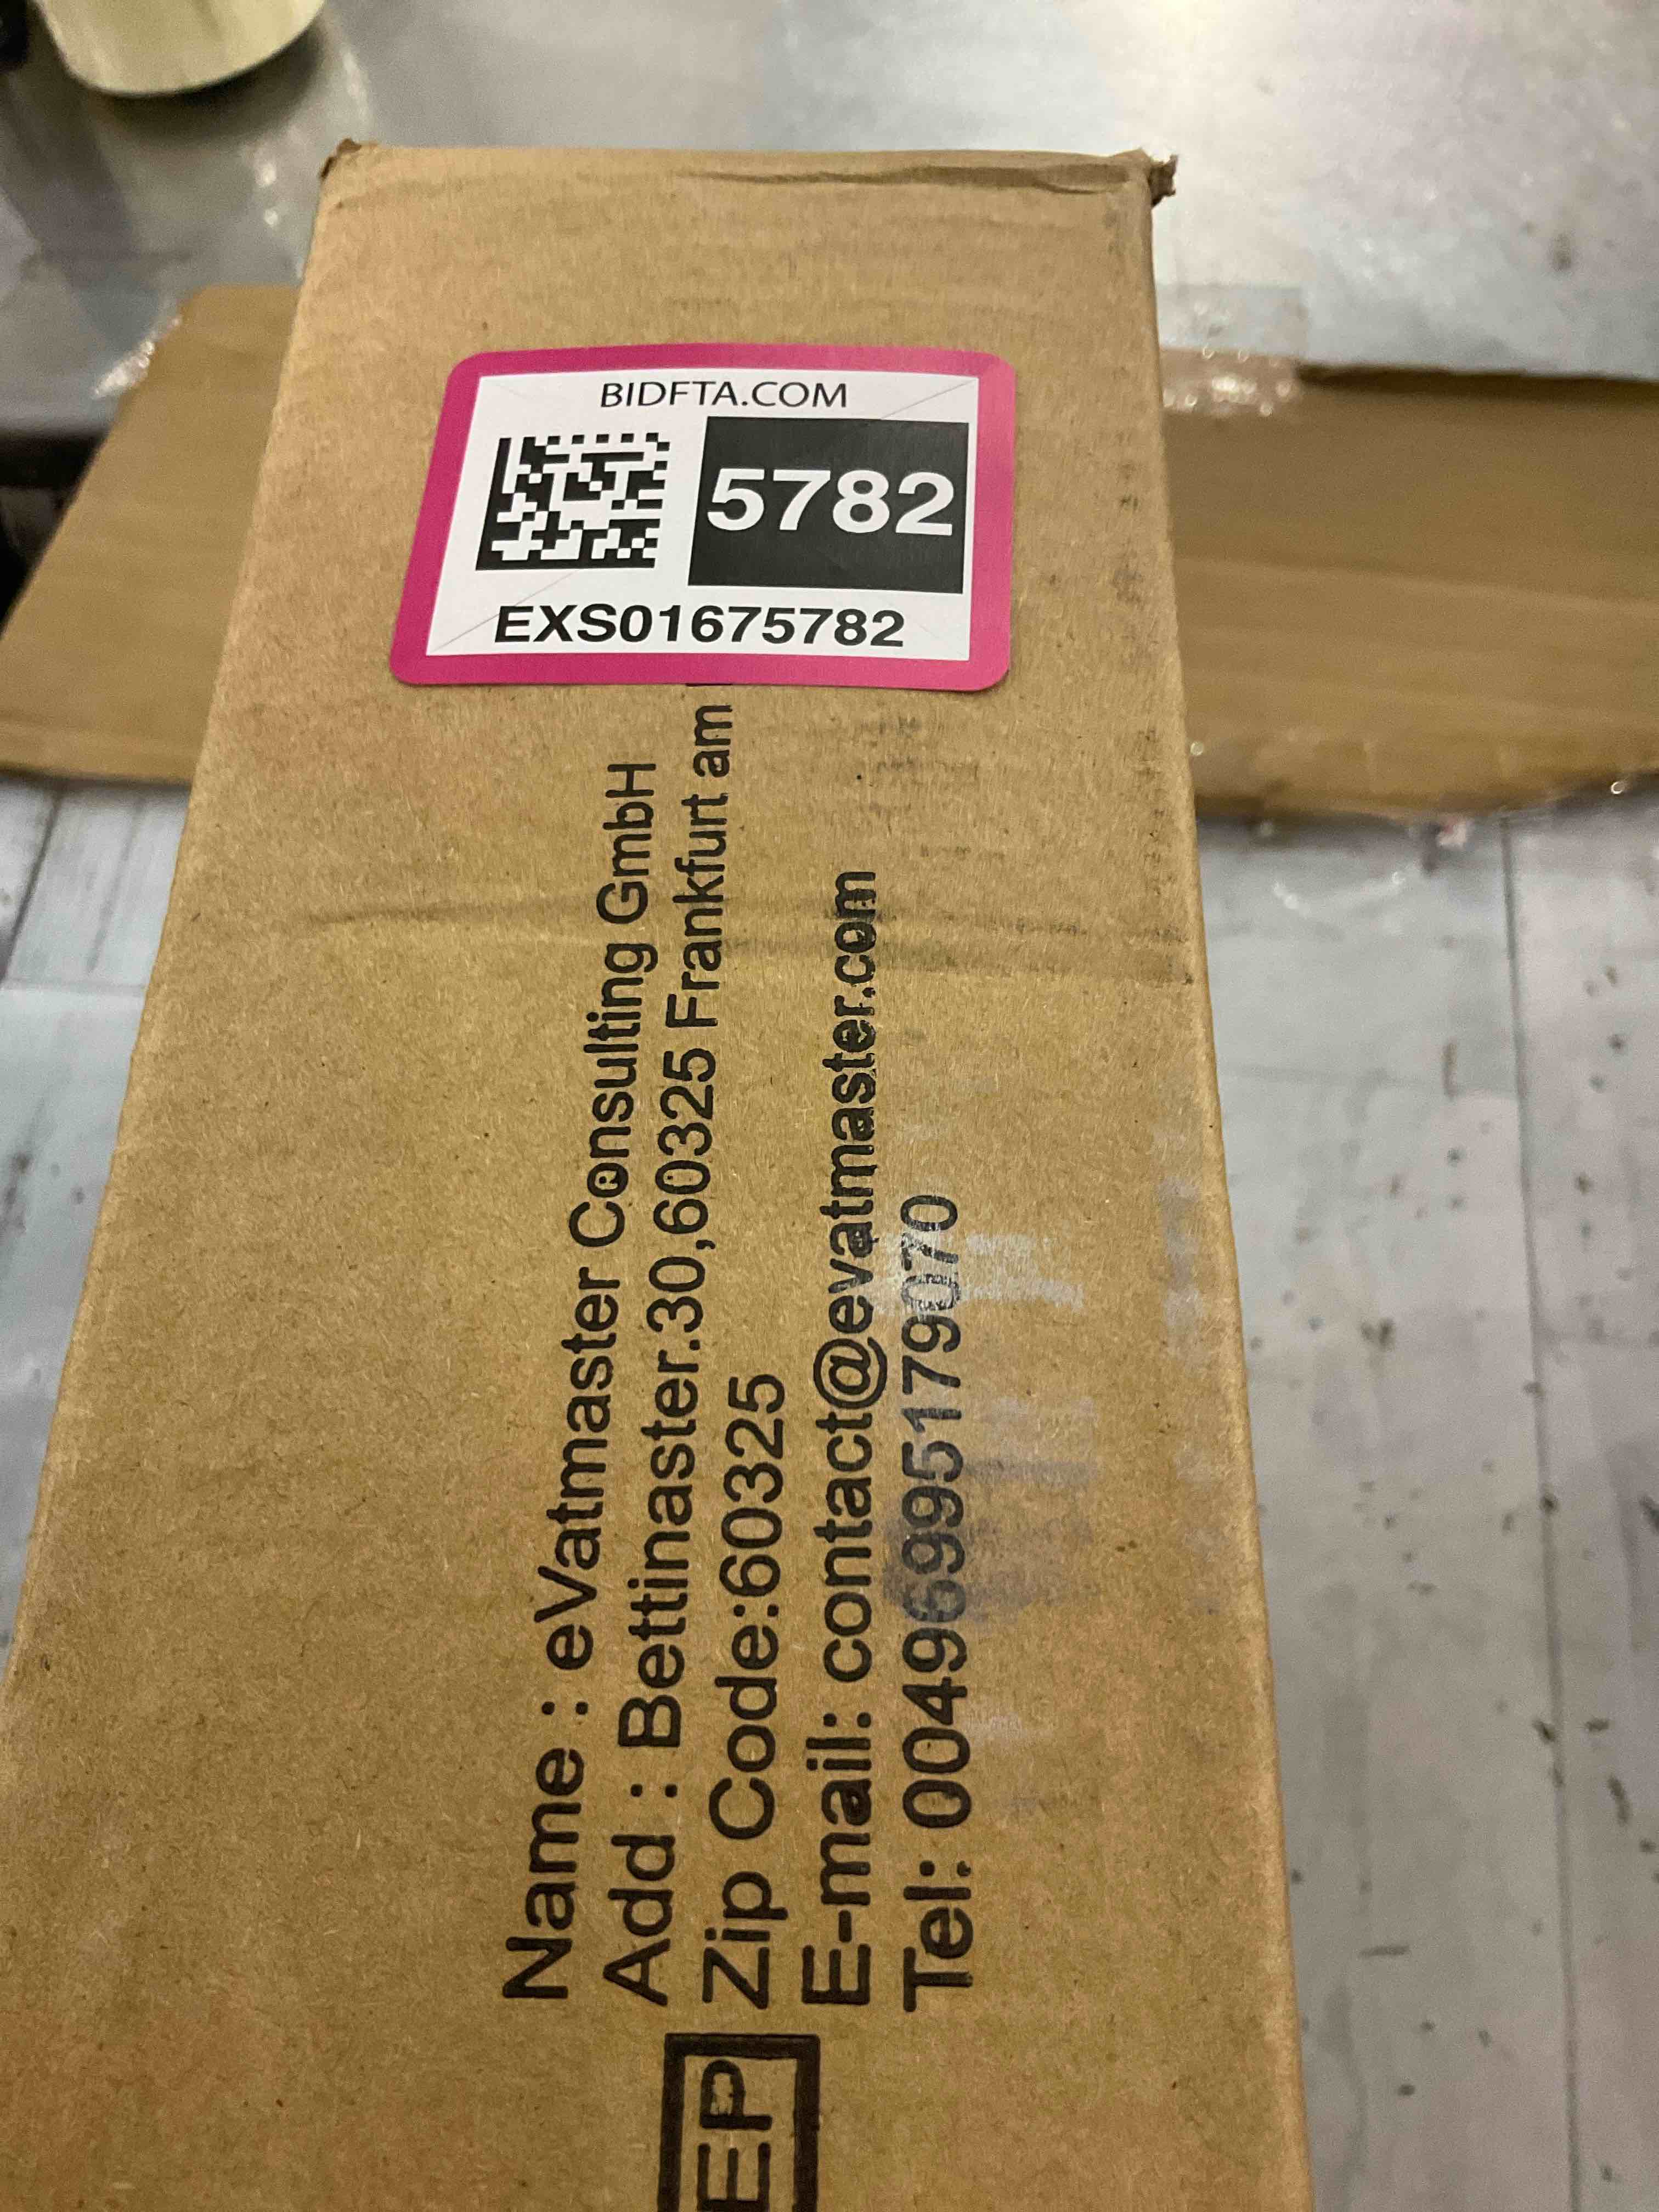 BIDFTA.COM
5782
EXS01675782
Name : eVatmaster Consulting GmbH
Add : Bettinaster.30,60325 Frankfurt am
Zip Code:60325
E-mail: contact@evatmaster.com
Tel: 00496995179070
EP